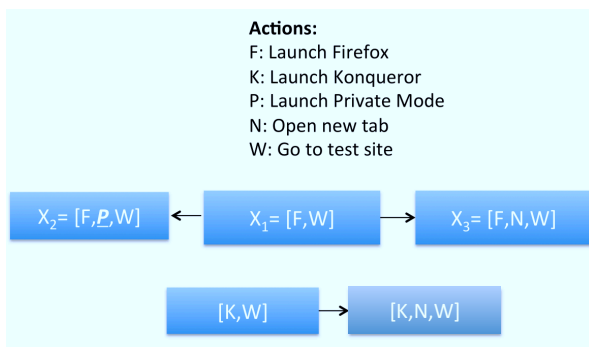 Actions:
F: Launch Firefox
K: Launch Konqueror
P: Launch Private Mode
N: Open new tab
W: Go to test site
X₂= [F,P,W]
X₁= [F,W]
X₃= [F,N,W]
[K,W]
[K,N,W]